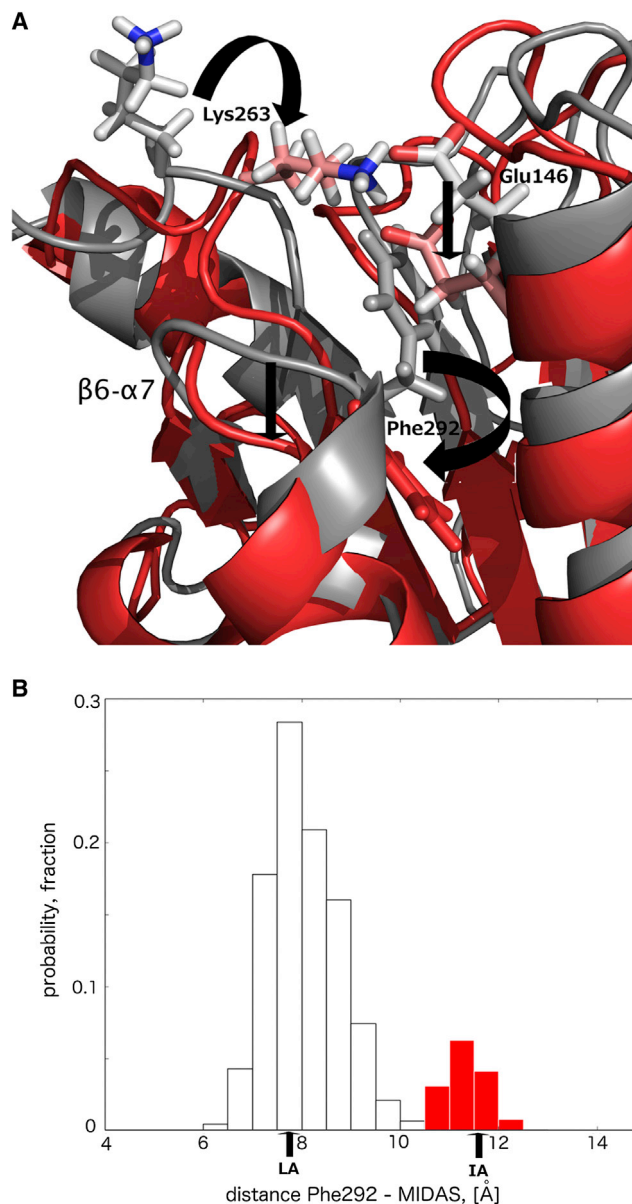 A
Lys263
Glu146
β6-α7
Phe292
B
0.3
0.2
0.1
0
probability, fraction
4 6 8 10 12 14
LA IA
distance Phe292 - MIDAS, [Å]